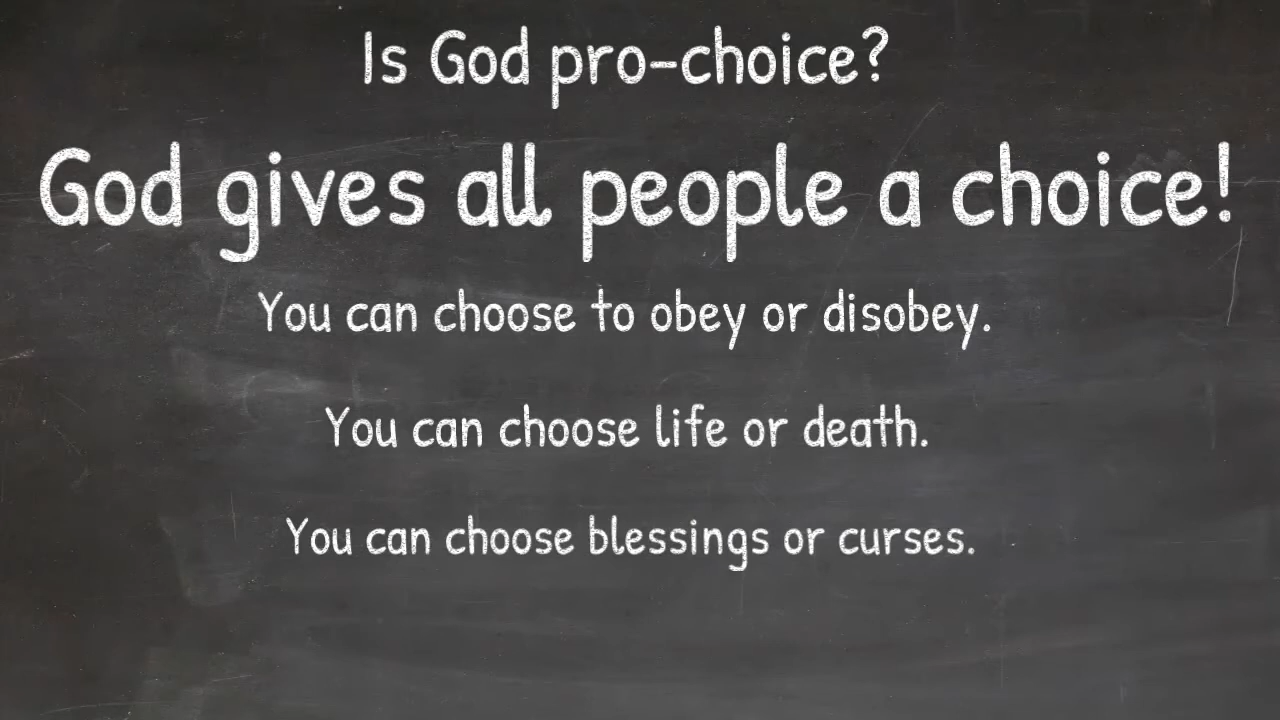 Is God pro-choice?
God gives all people a choice!
You can choose to obey or disobey.
You can choose life or death.
You can choose blessings or curses.